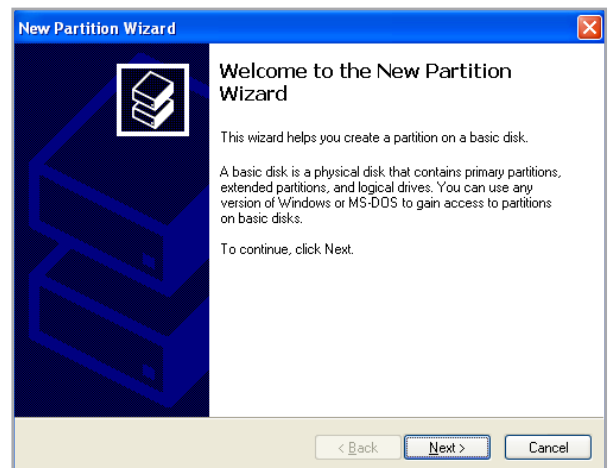 New Partition Wizard
Welcome to the New Partition
Wizard
This wizard helps you create a partition on a basic disk.
A basic disk is a physical disk that contains primary partitions,
extended partitions, and logical drives. You can use any
version of Windows or MS-DOS to gain access to partitions
on basic disks.
To continue, click Next.
< Back Next > Cancel